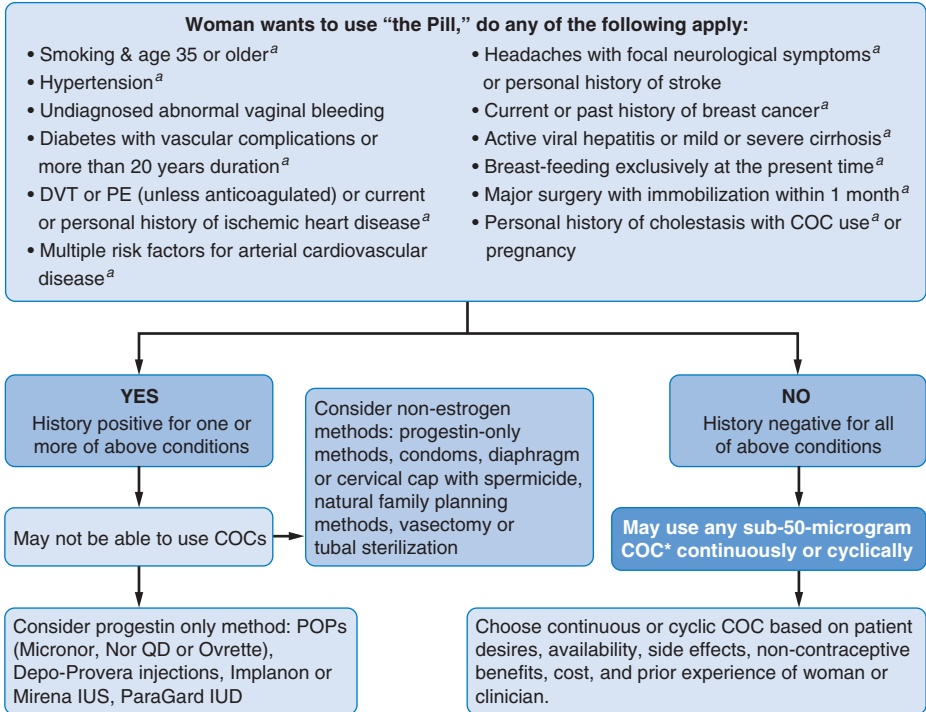 Woman wants to use “the Pill,” do any of the following apply:
• Smoking & age 35 or older^a
• Hypertension^a
• Undiagnosed abnormal vaginal bleeding
• Diabetes with vascular complications or
more than 20 years duration^a
• DVT or PE (unless anticoagulated) or current
or personal history of ischemic heart disease^a
• Multiple risk factors for arterial cardiovascular
disease^a
• Headaches with focal neurological symptoms^a
or personal history of stroke
• Current or past history of breast cancer^a
• Active viral hepatitis or mild or severe cirrhosis^a
• Breast-feeding exclusively at the present time^a
• Major surgery with immobilization within 1 month^a
• Personal history of cholestasis with COC use^a or
pregnancy
YES
History positive for one or
more of above conditions
May not be able to use COCs
Consider non-estrogen
methods: progestin-only
methods, condoms, diaphragm
or cervical cap with spermicide,
natural family planning
methods, vasectomy or
tubal sterilization
Consider progestin only method: POPs
(Micronor, Nor QD or Ovrette),
Depo-Provera injections, Implanon or
Mirena IUS, ParaGard IUD
NO
History negative for all
of above conditions
May use any sub-50-microgram
COC* continuously or cyclically
Choose continuous or cyclic COC based on patient
desires, availability, side effects, non-contraceptive
benefits, cost, and prior experience of woman or
clinician.